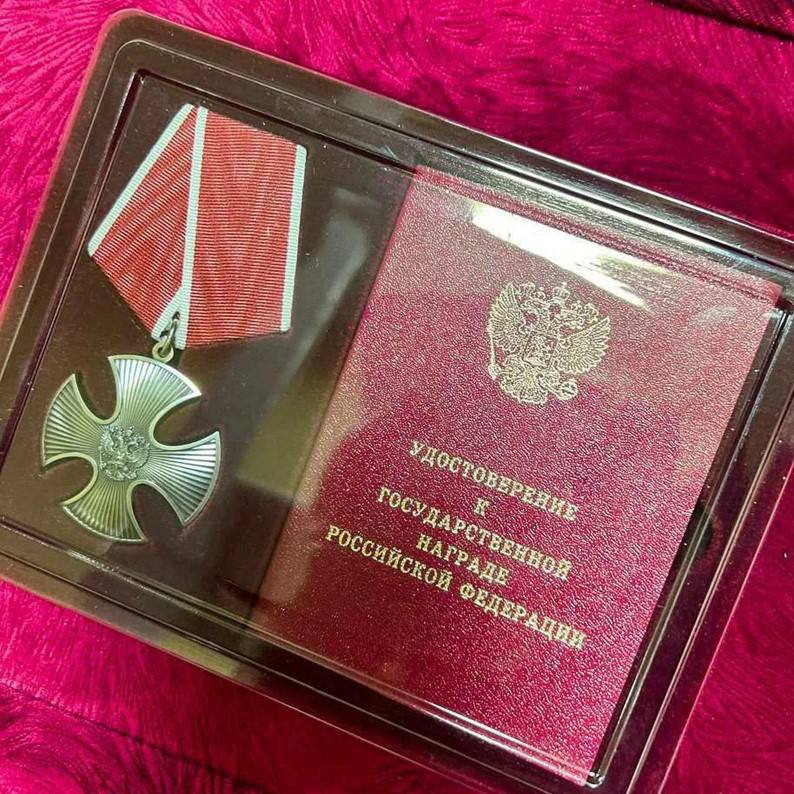 УДОСТОВЕРЕНИЕ
К
ГОСУДАРСТВЕННОЙ
НАГРАДЕ
РОССИЙСКОЙ ФЕДЕРАЦИИ